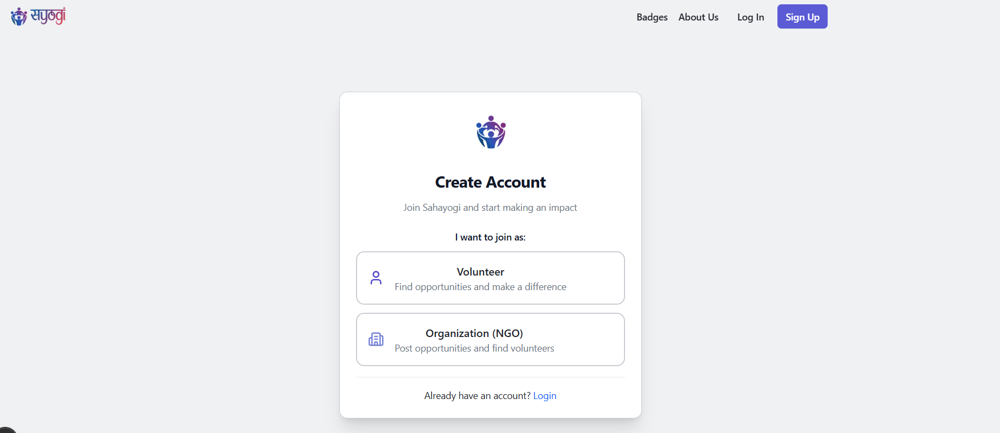 सyogi
Badges About Us Log In Sign Up
Create Account
Join Sahayogi and start making an impact
I want to join as:
Volunteer
Find opportunities and make a difference
Organization (NGO)
Post opportunities and find volunteers
Already have an account? Login